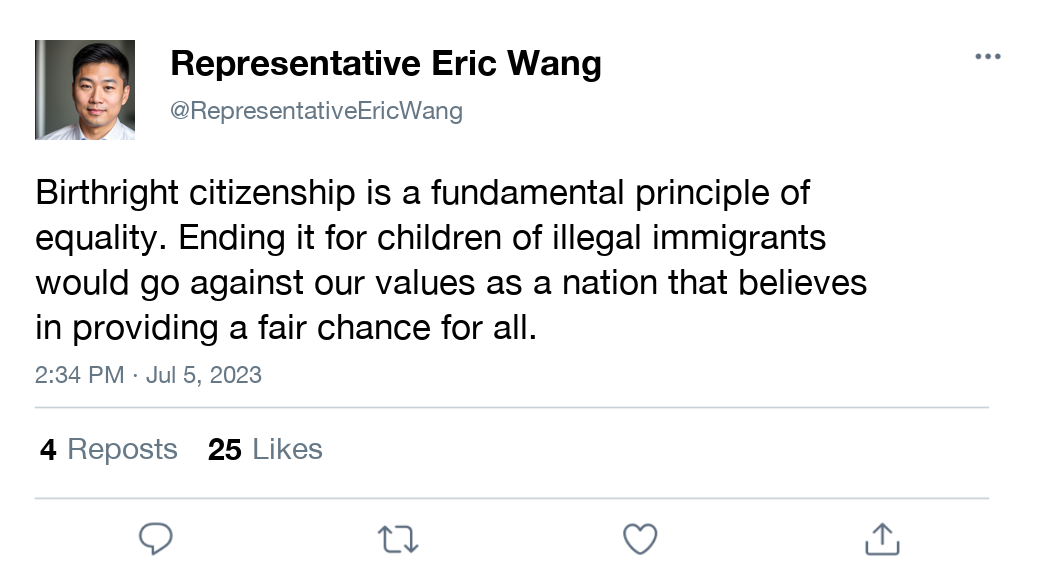 Representative Eric Wang
@RepresentativeEricWang
Birthright citizenship is a fundamental principle of
equality. Ending it for children of illegal immigrants
would go against our values as a nation that believes
in providing a fair chance for all.
2:34 PM · Jul 5, 2023
4 Reposts 25 Likes